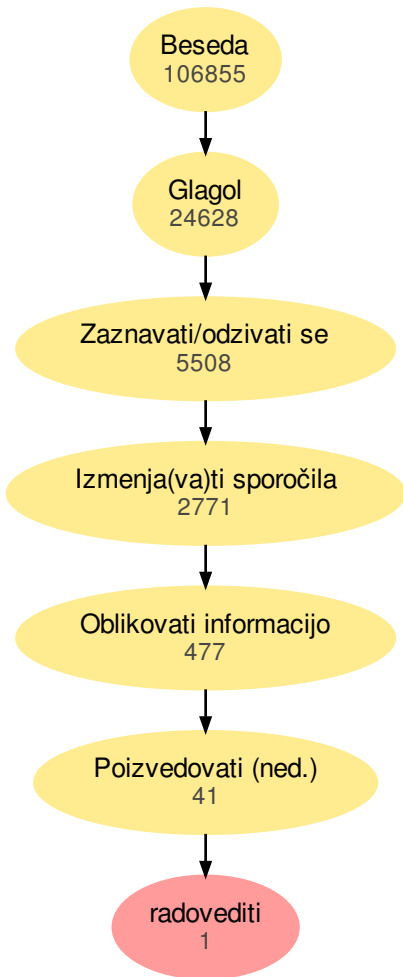 Beseda
106855
Glagol
24628
Zaznavati/odzivati se
5508
Izmenja(va)ti sporočila
2771
Oblikovati informacijo
477
Poizvedovati (ned.)
41
radovediti
1